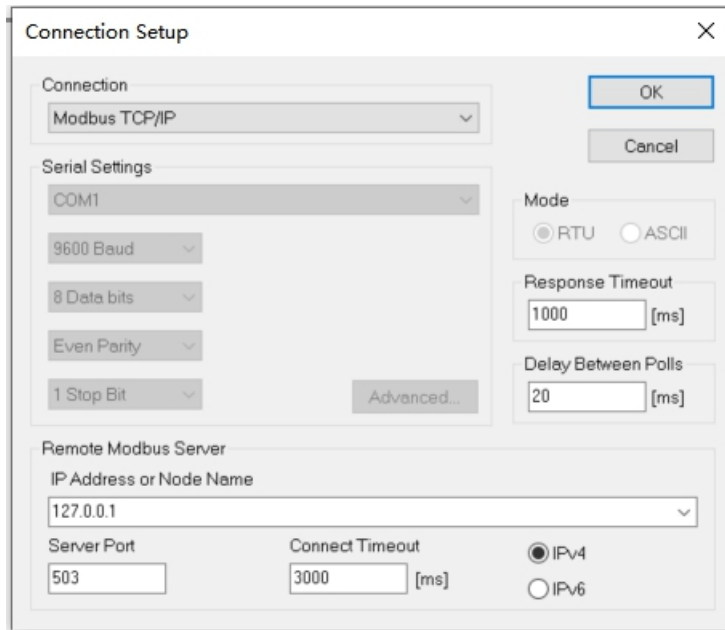 Connection Setup
Connection
Modbus TCP/IP
OK
Cancel
Serial Settings
COM1
9600 Baud
8 Data bits
Even Parity
1 Stop Bit
Advanced...
Mode
RTU ASCII
Response Timeout
1000 [ms]
Delay Between Polls
20 [ms]
Remote Modbus Server
IP Address or Node Name
127.0.0.1
Server Port
503
Connect Timeout
3000 [ms]
IPv4
IPv6